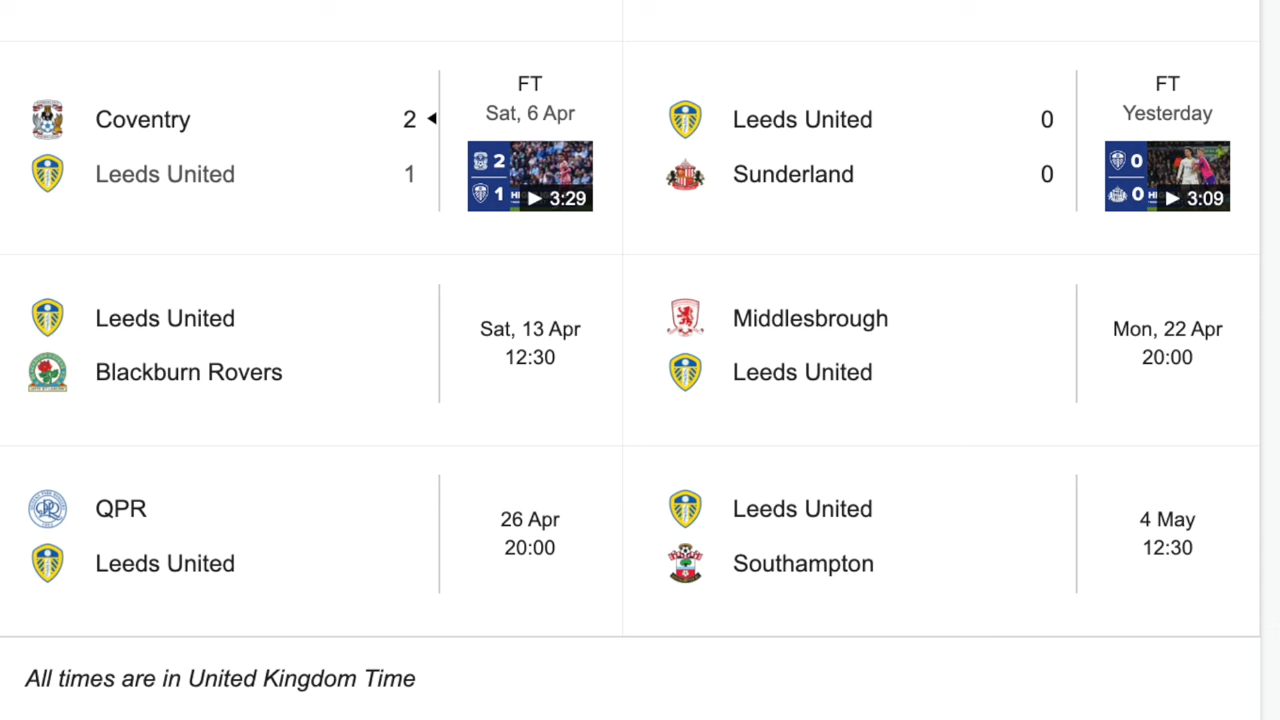 Coventry 2
Leeds United 1
FT
Sat, 6 Apr
2
1
3:29
Leeds United 0
Sunderland 0
FT
Yesterday
0
0
3:09
Leeds United
Blackburn Rovers
Sat, 13 Apr
12:30
Middlesbrough
Leeds United
Mon, 22 Apr
20:00
QPR
Leeds United
26 Apr
20:00
Leeds United
Southampton
4 May
12:30
All times are in United Kingdom Time